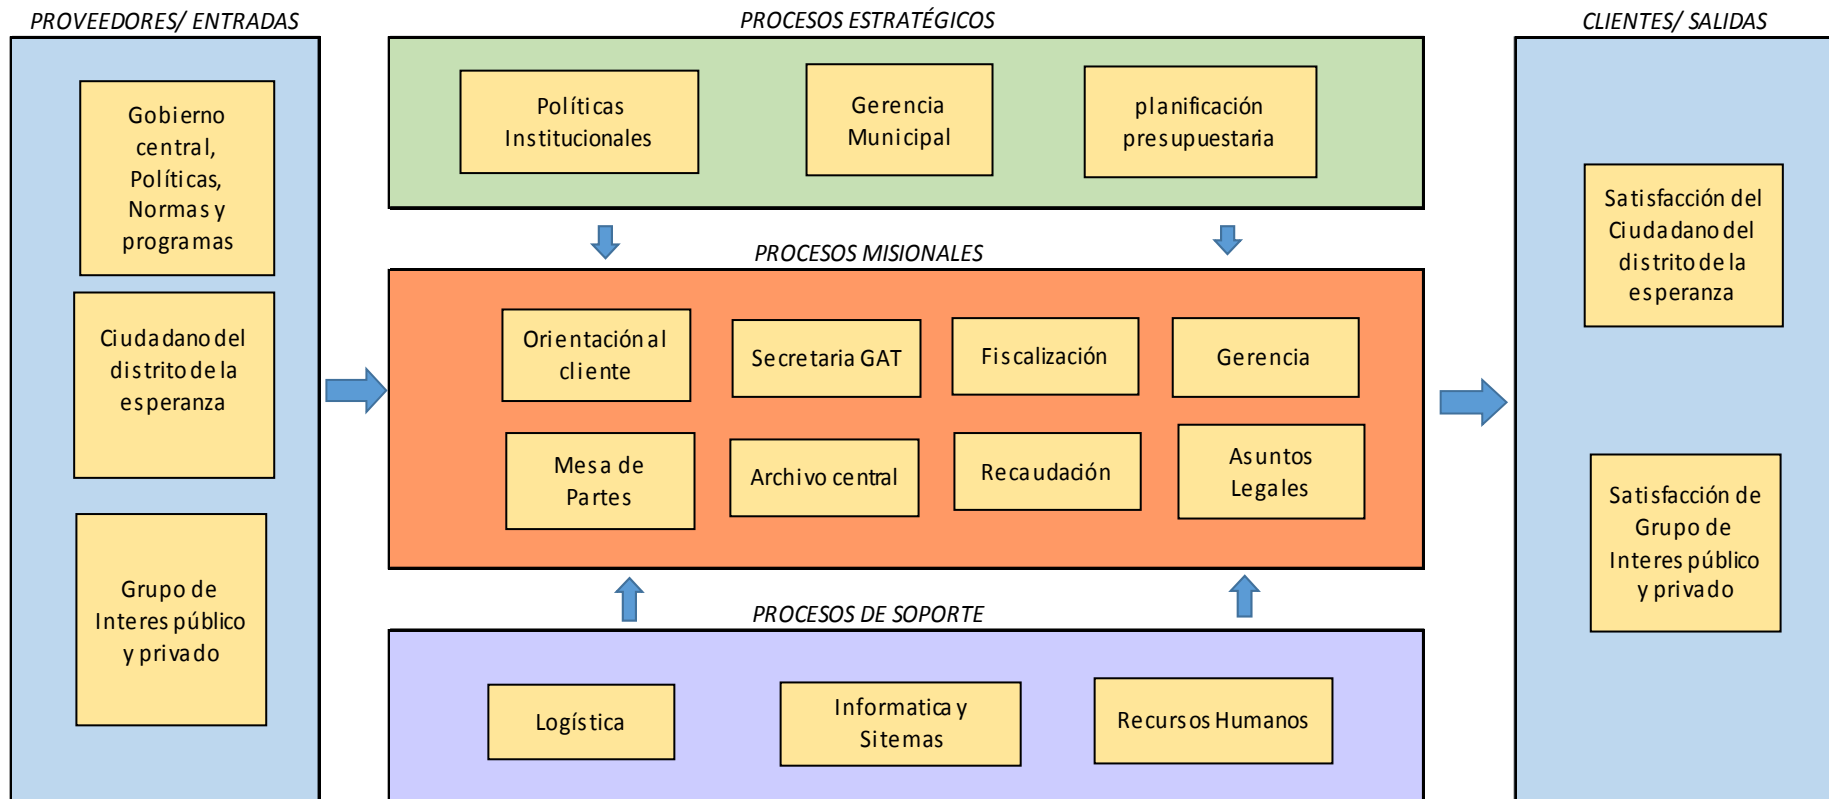 PROVEEDORES/ ENTRADAS
Gobierno
central,
Políticas,
Normas y
programas
Ciudadano del
distrito de la
esperanza
Grupo de
Interes público
y privado
PROCESOS ESTRATÉGICOS
Políticas
Institucionales
Gerencia
Municipal
planificación
presupuestaria
PROCESOS MISIONALES
Orientación al
cliente
Secretaria GAT
Fiscalización
Gerencia
Mesa de
Partes
Archivo central
Recaudación
Asuntos
Legales
PROCESOS DE SOPORTE
Logística
Informatica y
Sitemas
Recursos Humanos
CLIENTES/ SALIDAS
Satisfacción del
Ciudadano del
distrito de la
esperanza
Satisfacción de
Grupo de
Interes público
y privado